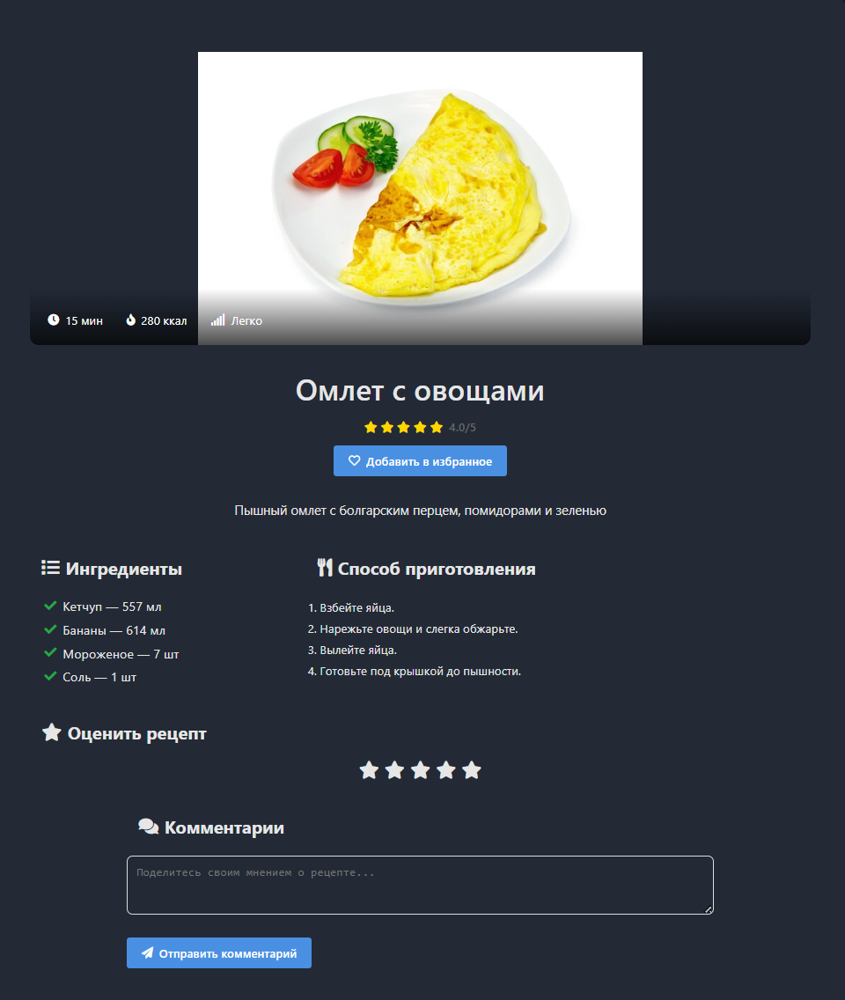 15 мин 280 ккал Легко
Омлет с овощами
4.0/5
Добавить в избранное
Пышный омлет с болгарским перцем, помидорами и зеленью
Ингредиенты
Кетчуп — 557 мл
Бананы — 614 мл
Мороженое — 7 шт
Соль — 1 шт
Способ приготовления
1. Взбейте яйца.
2. Нарежьте овощи и слегка обжарьте.
3. Вылейте яйца.
4. Готовьте под крышкой до пышности.
Оценить рецепт
Комментарии
Поделитесь своим мнением о рецепте...
Отправить комментарий